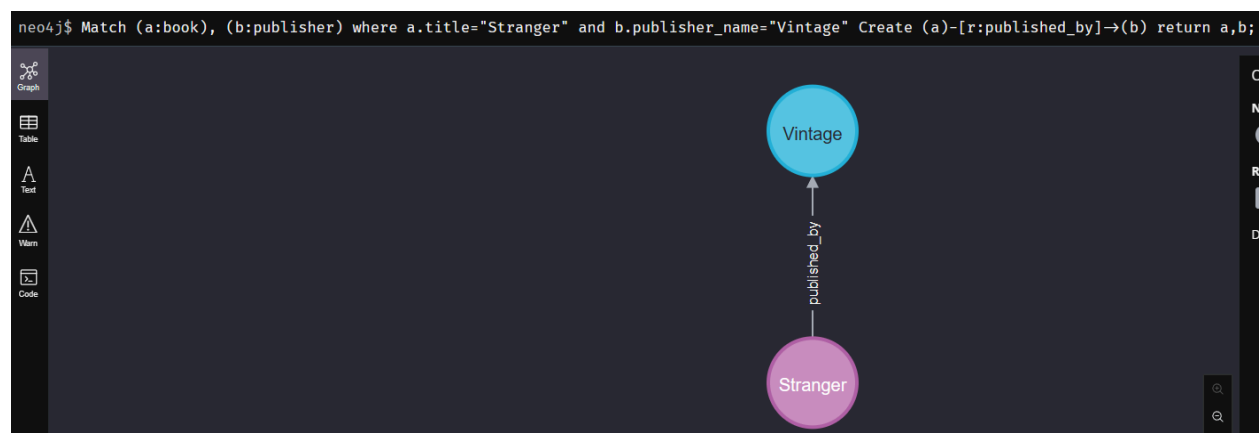 neo4j$ Match (a:book), (b:publisher) where a.title="Stranger" and b.publisher_name="Vintage" Create (a)-[r:published_by]→(b) return a,b;
Graph
Table
A
Text
Warn
Code
Vintage
published_by
Stranger